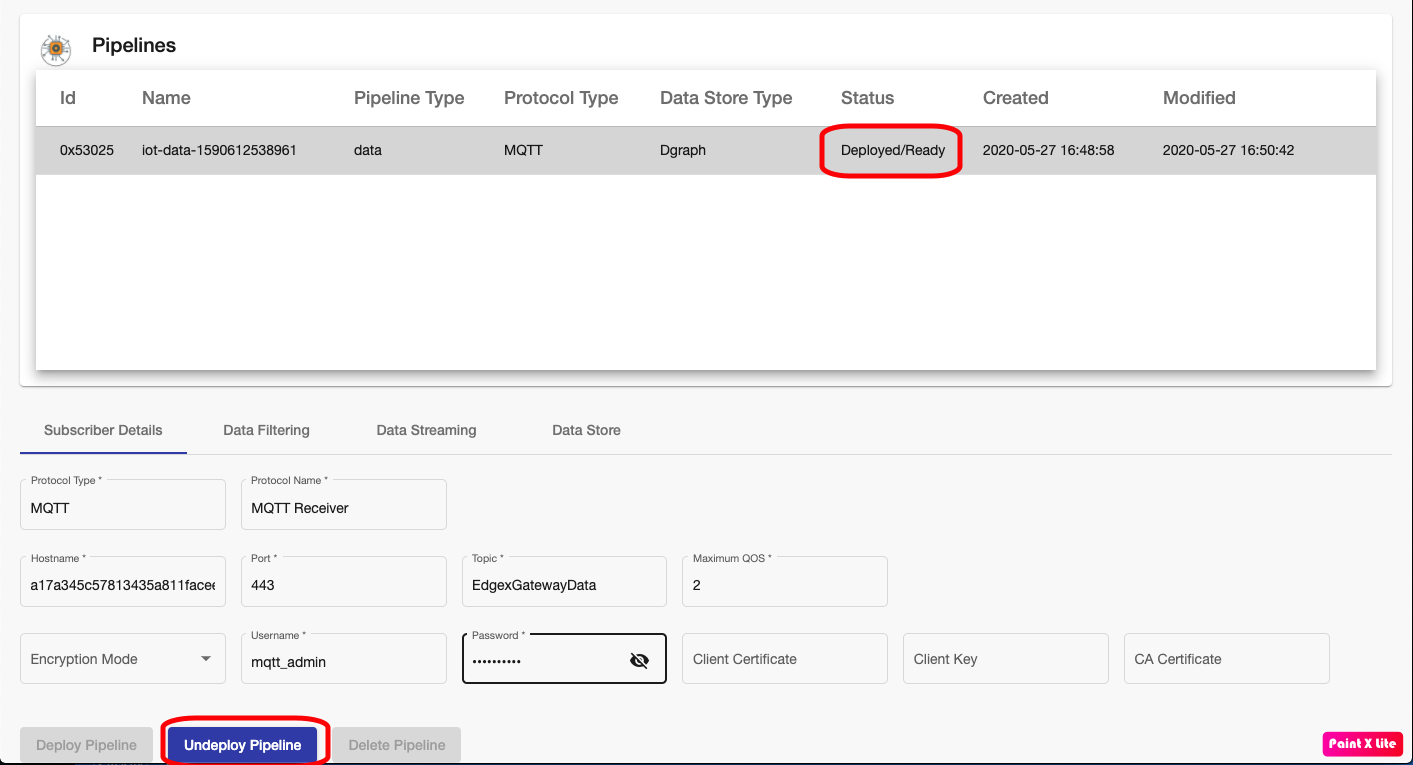 Pipelines
Id Name Pipeline Type Protocol Type Data Store Type Status Created Modified
0x53025 iot-data-1590612538961 data MQTT Dgraph Deployed/Ready 2020-05-27 16:48:58 2020-05-27 16:50:42
Subscriber Details Data Filtering Data Streaming Data Store
Protocol Type * Protocol Name *
MQTT MQTT Receiver
Hostname * Port * Topic * Maximum QOS *
a17a345c57813435a811facee 443 EdgexGatewayData 2
Username * Password *
Encryption Mode mqtt_admin •••••••••• Client Certificate Client Key CA Certificate
Deploy Pipeline Undeploy Pipeline Delete Pipeline
Paint X Lite